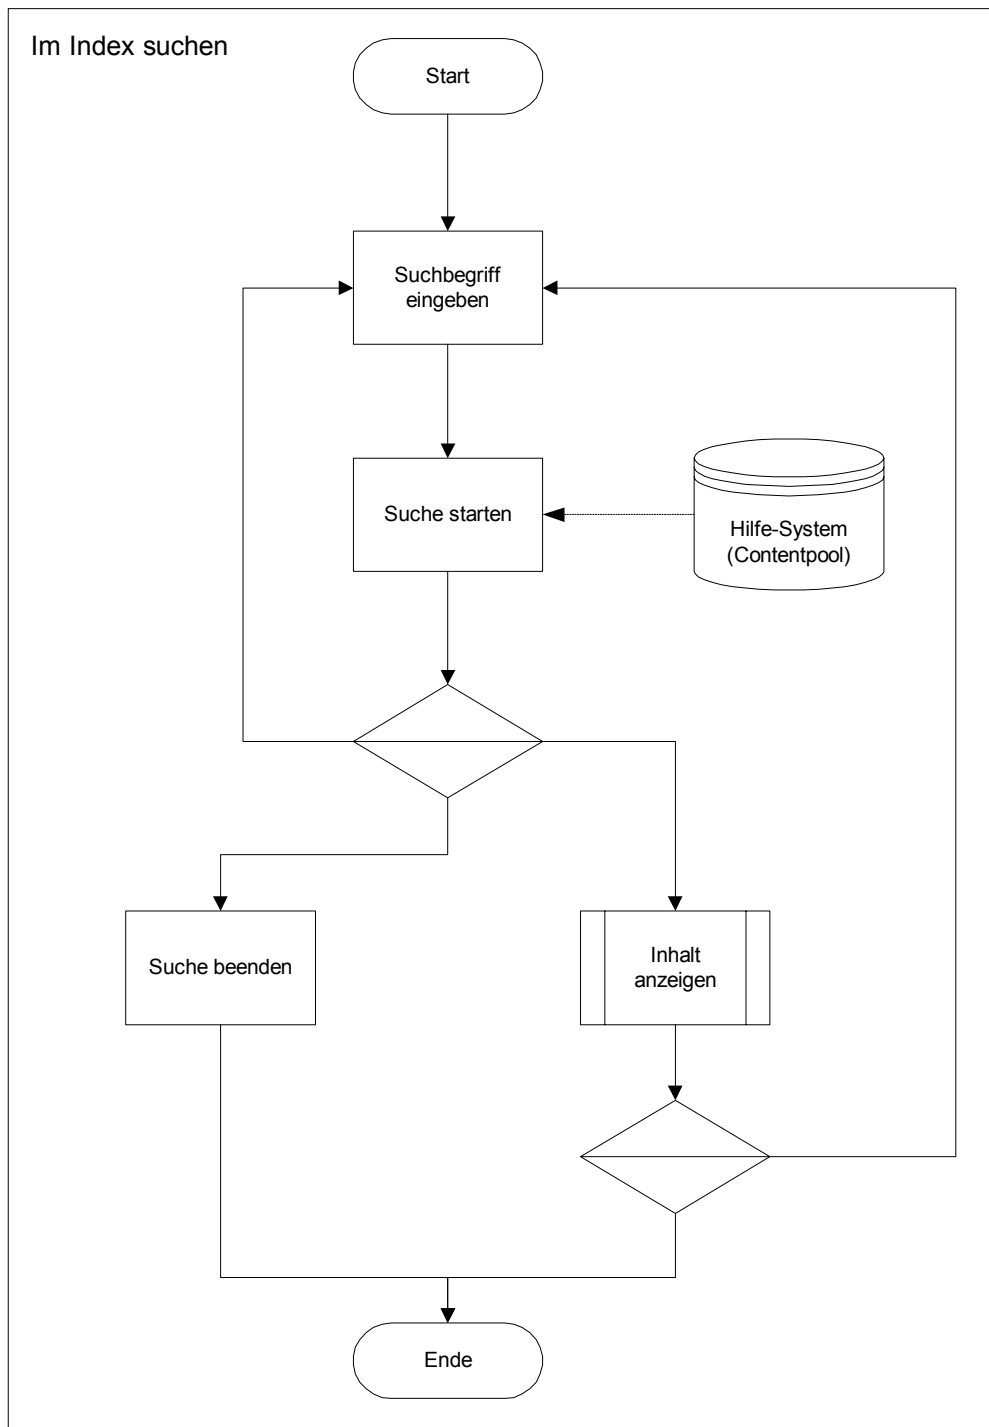 Im Index suchen
Start
Suchbegriff
eingeben
Suche starten
Hilfe-System
(Contentpool)
Suche beenden
Inhalt
anzeigen
Ende